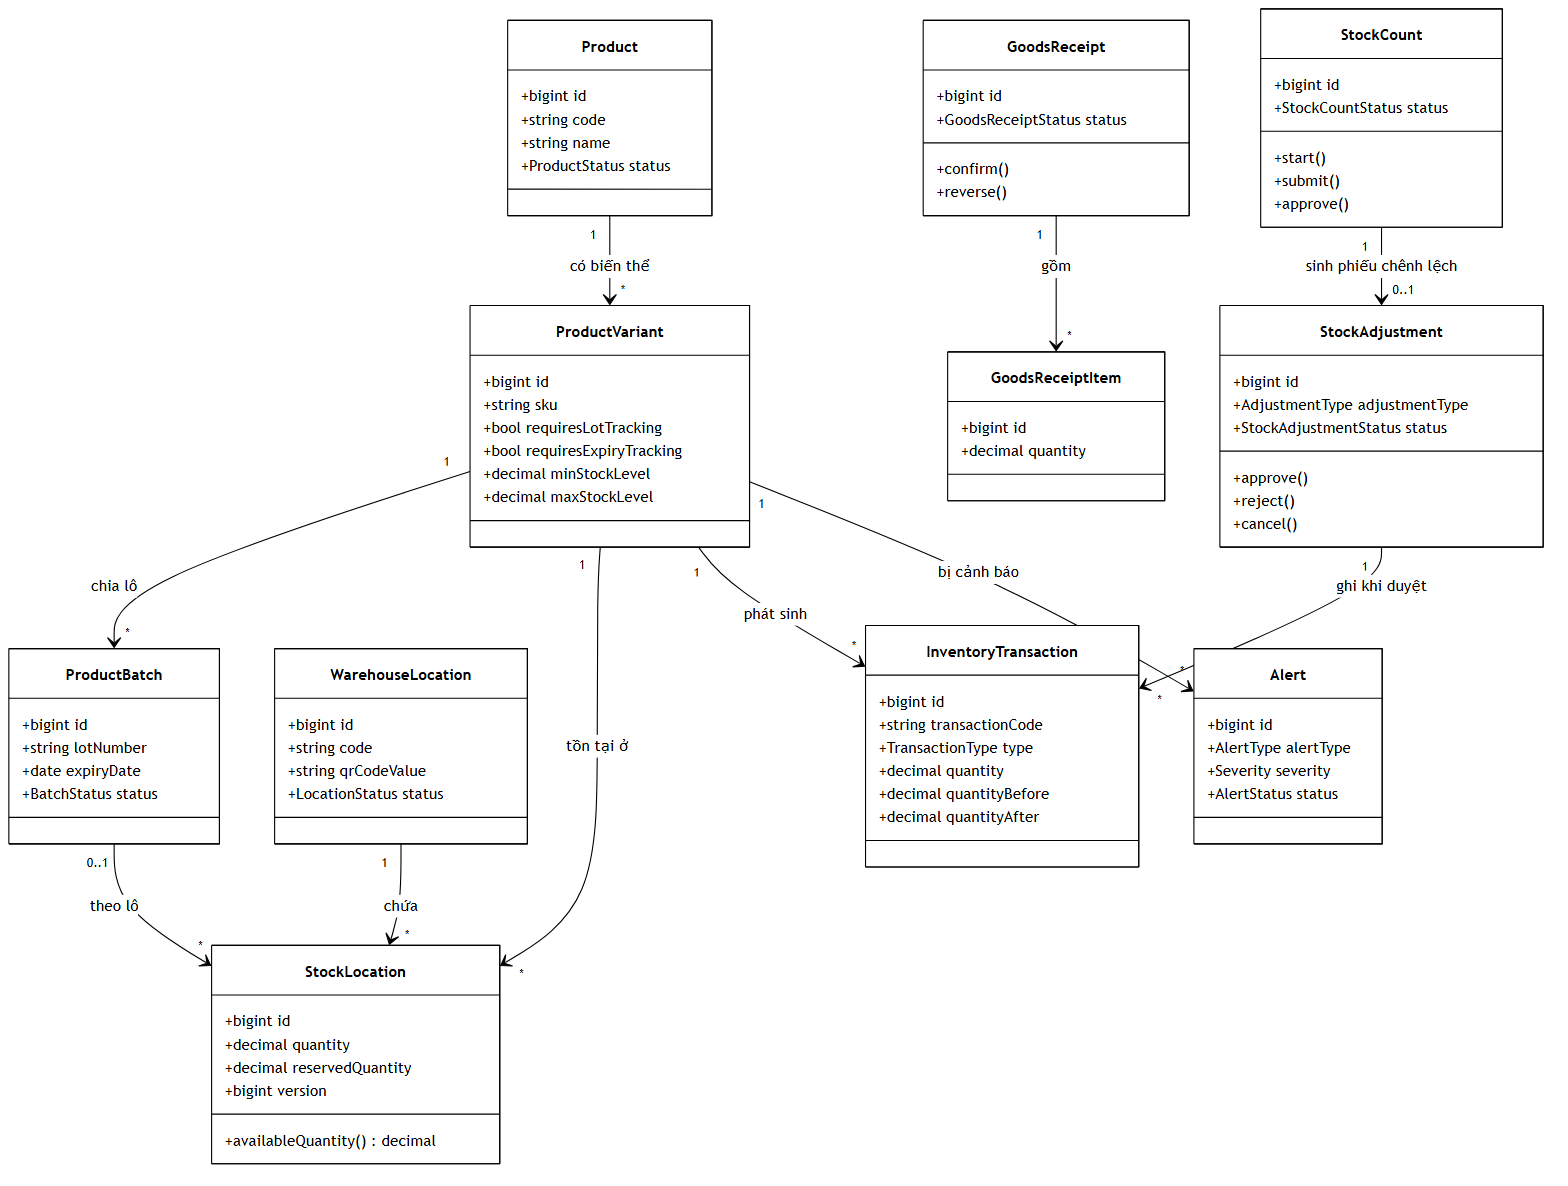 Product
+bigint id
+string code
+string name
+ProductStatus status
GoodsReceipt
+bigint id
+GoodsReceiptStatus status
+confirm()
+reverse()
StockCount
+bigint id
+StockCountStatus status
+start()
+submit()
+approve()
1
có biến thể
*
1
gồm
*
1
sinh phiếu chênh lệch
0..1
ProductVariant
+bigint id
+string sku
+bool requiresLotTracking
+bool requiresExpiryTracking
+decimal minStockLevel
+decimal maxStockLevel
GoodsReceiptItem
+bigint id
+decimal quantity
StockAdjustment
+bigint id
+AdjustmentType adjustmentType
+StockAdjustmentStatus status
+approve()
+reject()
+cancel()
1
chia lô
*
1
tồn tại ở
*
1
phát sinh
*
1
bị cảnh báo
*
1
ghi khi duyệt
*
ProductBatch
+bigint id
+string lotNumber
+date expiryDate
+BatchStatus status
WarehouseLocation
+bigint id
+string code
+string qrCodeValue
+LocationStatus status
InventoryTransaction
+bigint id
+string transactionCode
+TransactionType type
+decimal quantity
+decimal quantityBefore
+decimal quantityAfter
Alert
+bigint id
+AlertType alertType
+Severity severity
+AlertStatus status
0..1
theo lô
*
1
chứa
*
StockLocation
+bigint id
+decimal quantity
+decimal reservedQuantity
+bigint version
+availableQuantity() : decimal